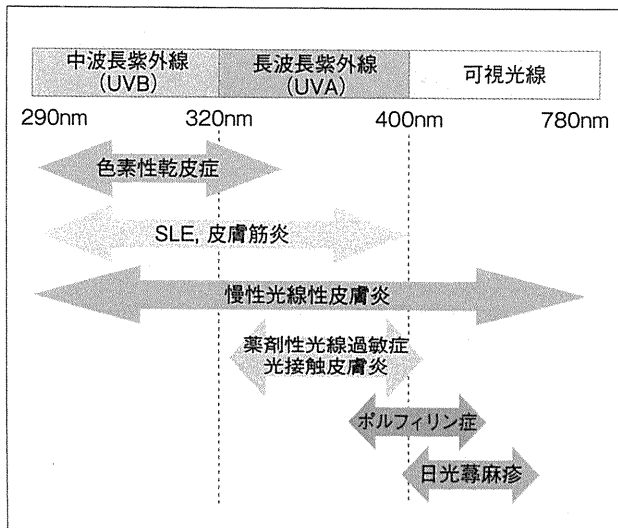 中波長紫外線
(UVB)
長波長紫外線
(UVA)
可視光線
290nm
320nm
400nm
780nm
色素性乾皮症
SLE, 皮膚筋炎
慢性光線性皮膚炎
薬剤性光線過敏症
光接触皮膚炎
ポルフィリン症
日光蕁麻疹